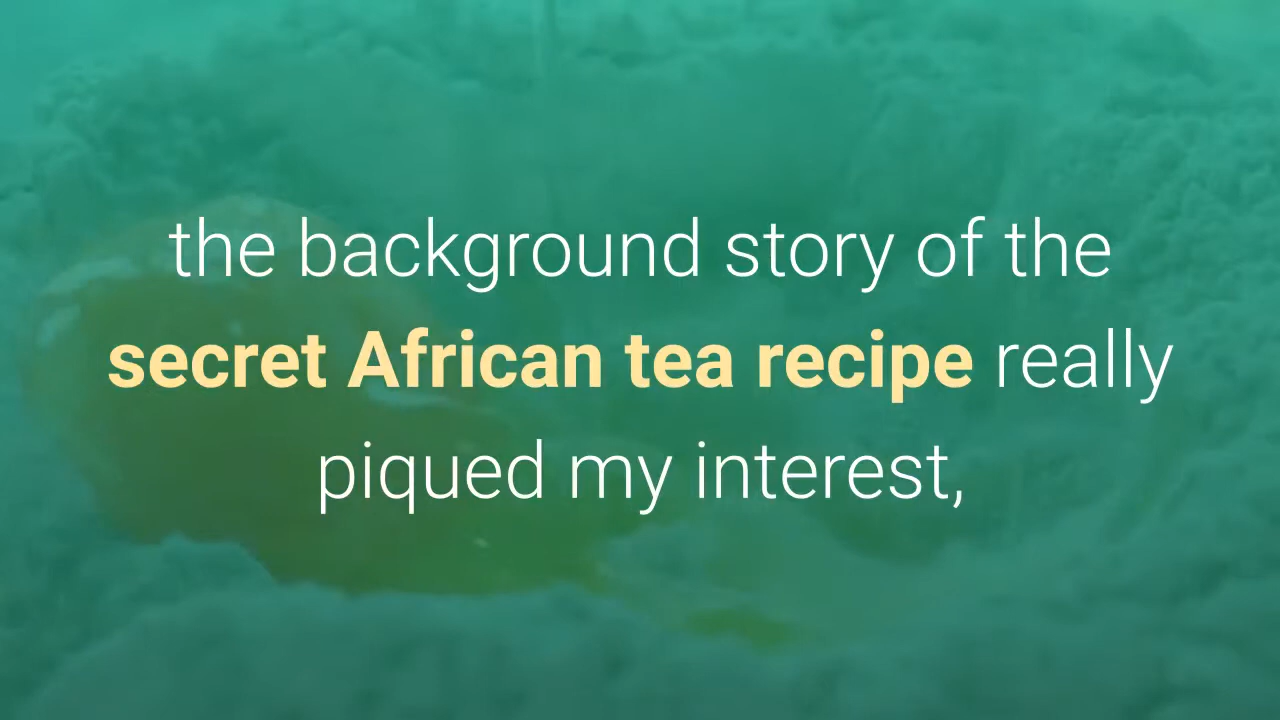 the background story of the
secret African tea recipe really
piqued my interest,